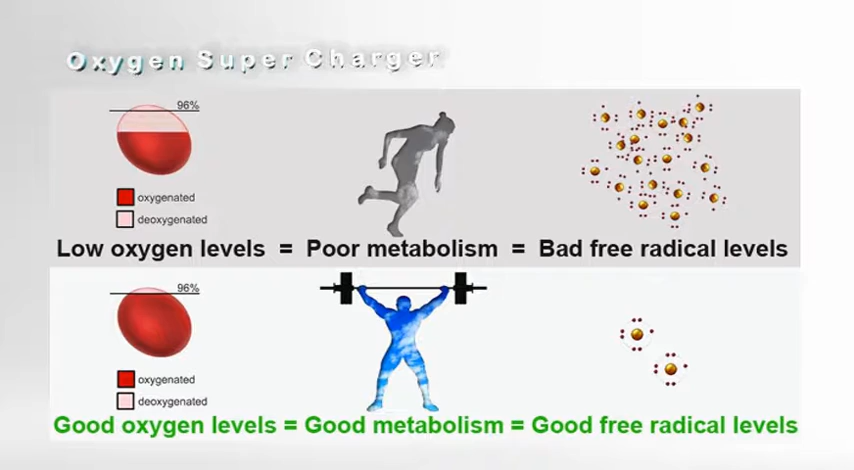 Oxygen Super Charger
96%
oxygenated
deoxygenated
Low oxygen levels = Poor metabolism = Bad free radical levels
96%
oxygenated
deoxygenated
Good oxygen levels = Good metabolism = Good free radical levels